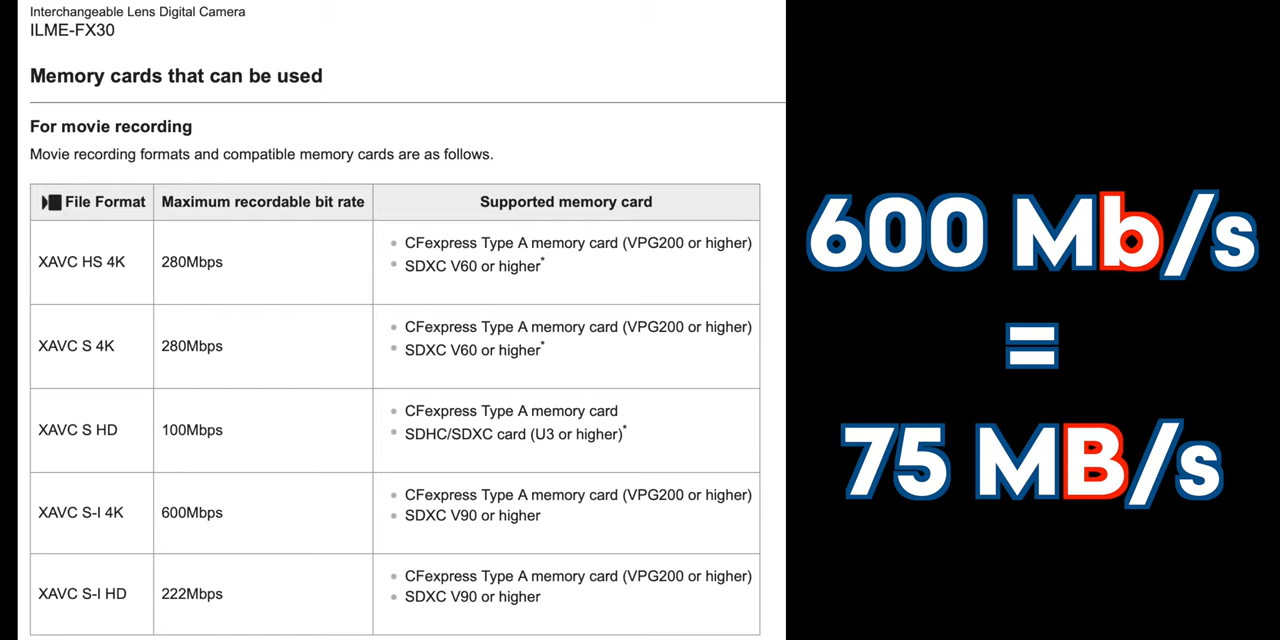 Interchangeable Lens Digital Camera
ILME-FX30
Memory cards that can be used
For movie recording
Movie recording formats and compatible memory cards are as follows.
File Format Maximum recordable bit rate Supported memory card
XAVC HS 4K 280Mbps
CFexpress Type A memory card (VPG200 or higher)
SDXC V60 or higher*
XAVC S 4K 280Mbps
CFexpress Type A memory card (VPG200 or higher)
SDXC V60 or higher*
XAVC S HD 100Mbps
CFexpress Type A memory card
SDHC/SDXC card (U3 or higher)*
XAVC S-I 4K 600Mbps
CFexpress Type A memory card (VPG200 or higher)
SDXC V90 or higher
XAVC S-I HD 222Mbps
CFexpress Type A memory card (VPG200 or higher)
SDXC V90 or higher
600 Mb/s
=
75 MB/s